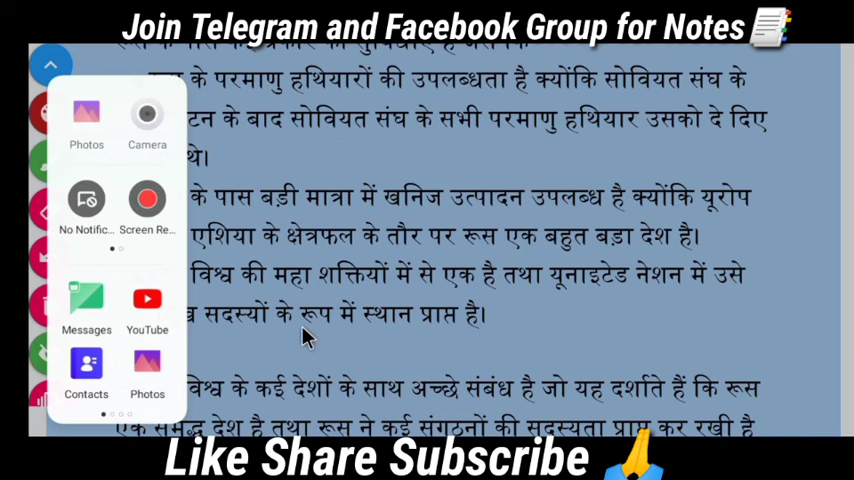 Join Telegram and Facebook Group for Notes
के परमाणु हथियारों की उपलब्धता है क्योंकि सोवियत संघ के
के बाद सोवियत संघ के सभी परमाणु हथियार उसको दे दिए
थे।
के पास बड़ी मात्रा में खनिज उत्पादन उपलब्ध है क्योंकि यूरोप
एशिया के क्षेत्रफल के तौर पर रूस एक बहुत बड़ा देश है।
विश्व की महा शक्तियों में से एक है तथा यूनाइटेड नेशन में उसे
सदस्यों के रूप में स्थान प्राप्त है।
विश्व के कई देशों के साथ अच्छे संबंध है जो यह दर्शाते हैं कि रूस
एक समृद्ध देश है तथा रूस ने कई संगठनों की सदस्यता प्राप्त कर रखी है
Photos
Camera
No Notific...
Screen Re...
Messages
YouTube
Contacts
Photos
Like Share Subscribe